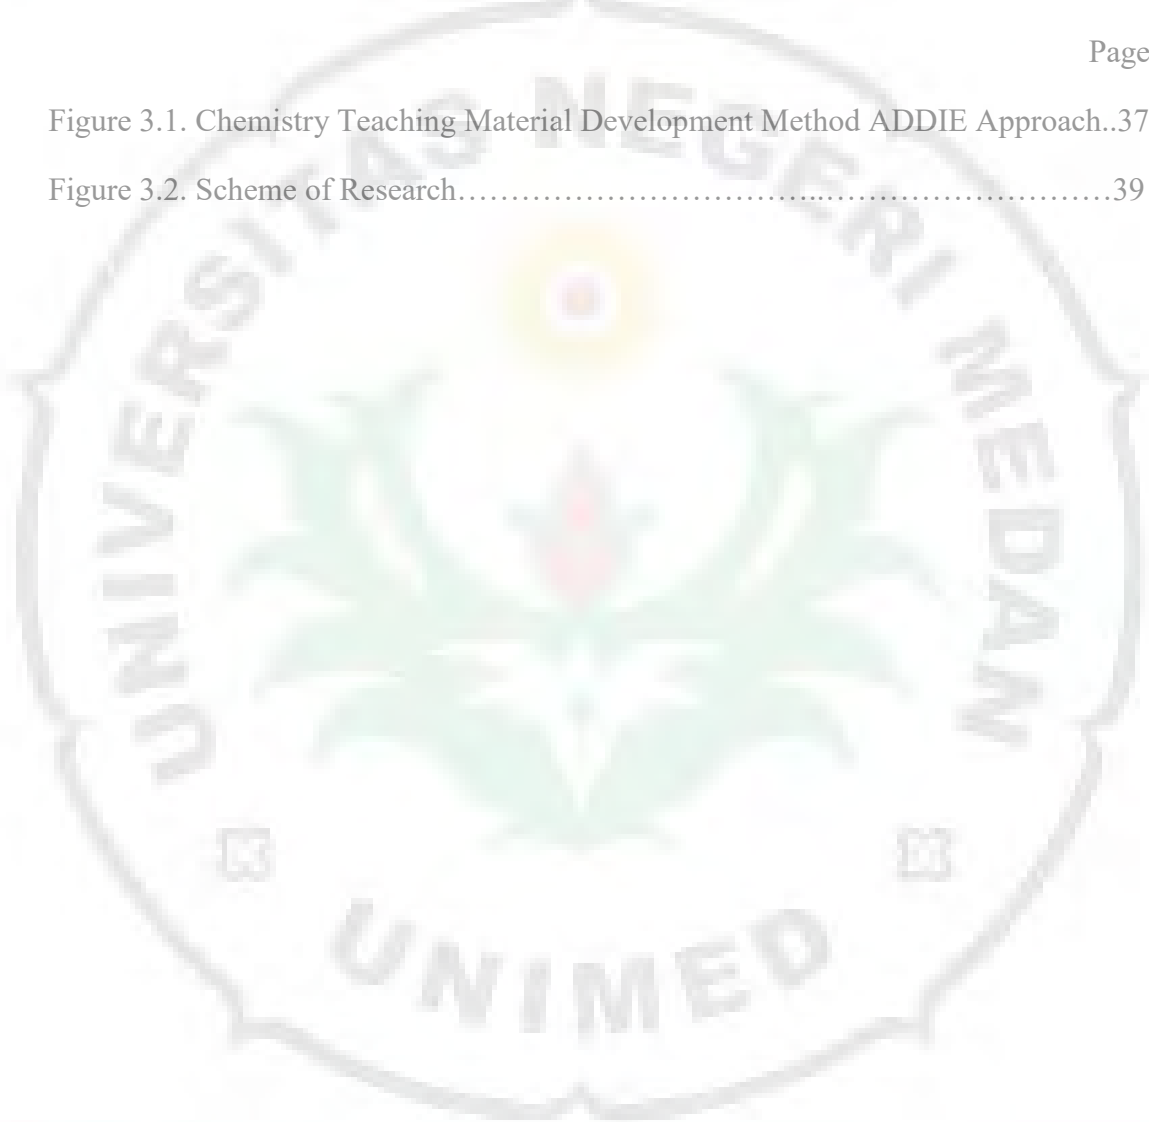 Page
Figure 3.1. Chemistry Teaching Material Development Method ADDIE Approach..37
Figure 3.2. Scheme of Research……………………………...………………………39
UNIVERSITAS NEGERI MEDAN
UNIMED